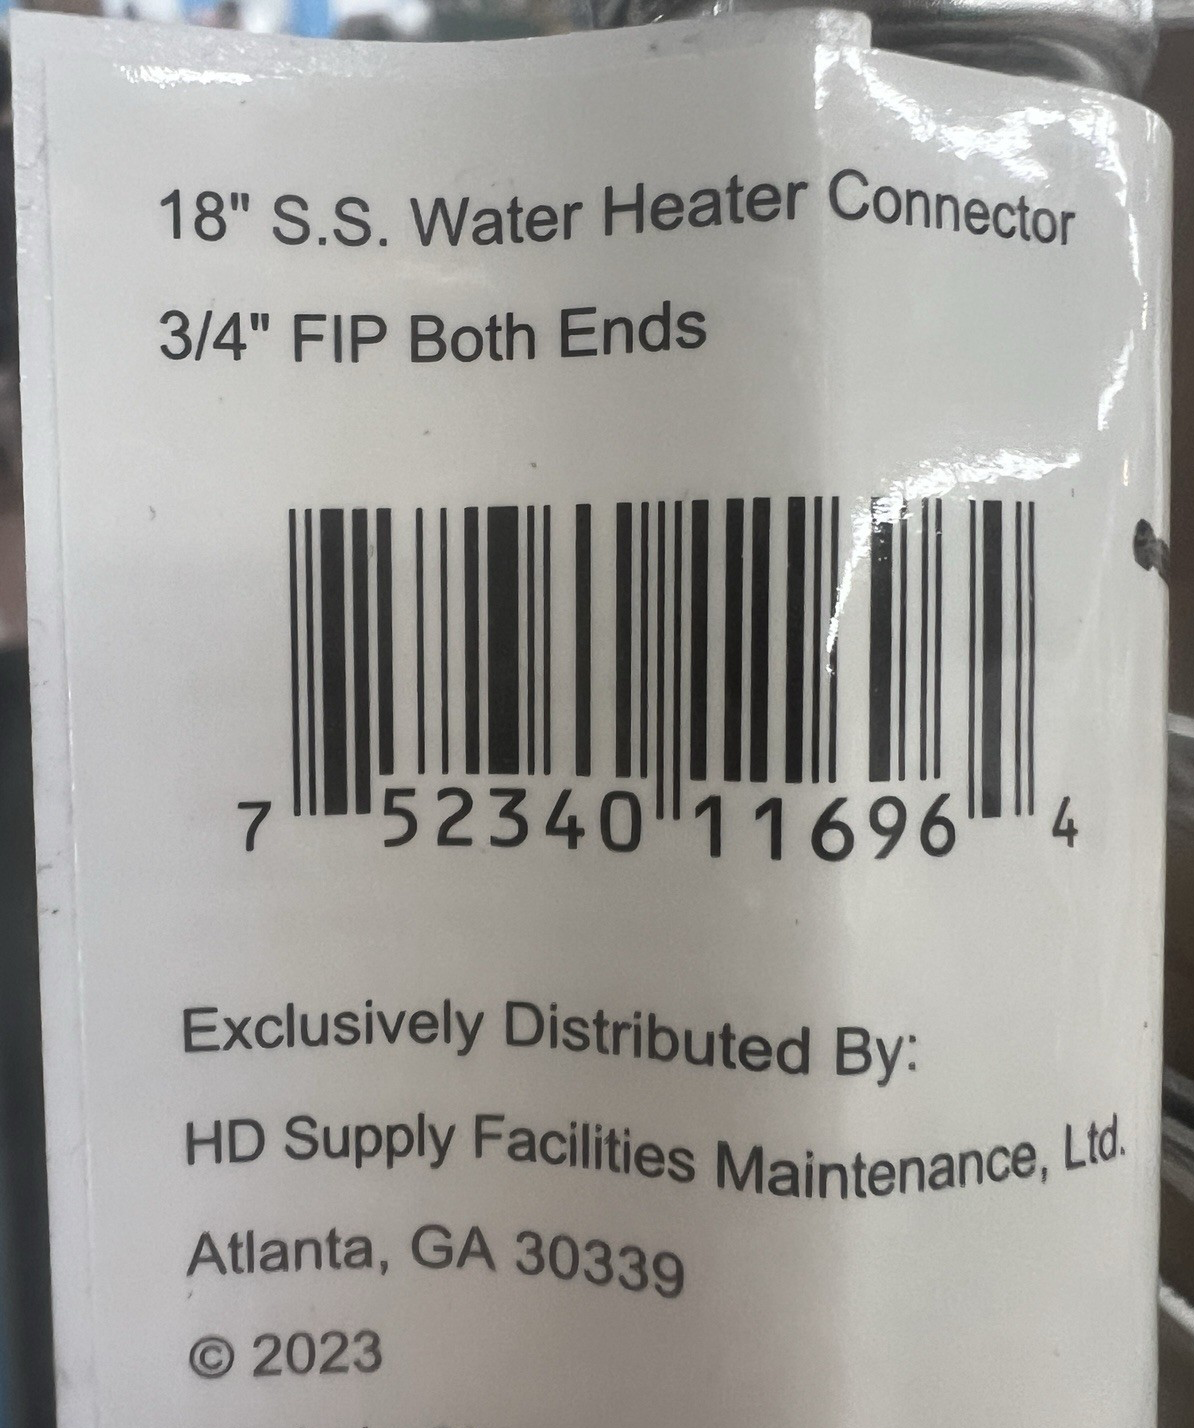 18" S.S. Water Heater Connector
3/4" FIP Both Ends
7 52340 11696 4
Exclusively Distributed By:
HD Supply Facilities Maintenance, Ltd.
Atlanta, GA 30339
© 2023